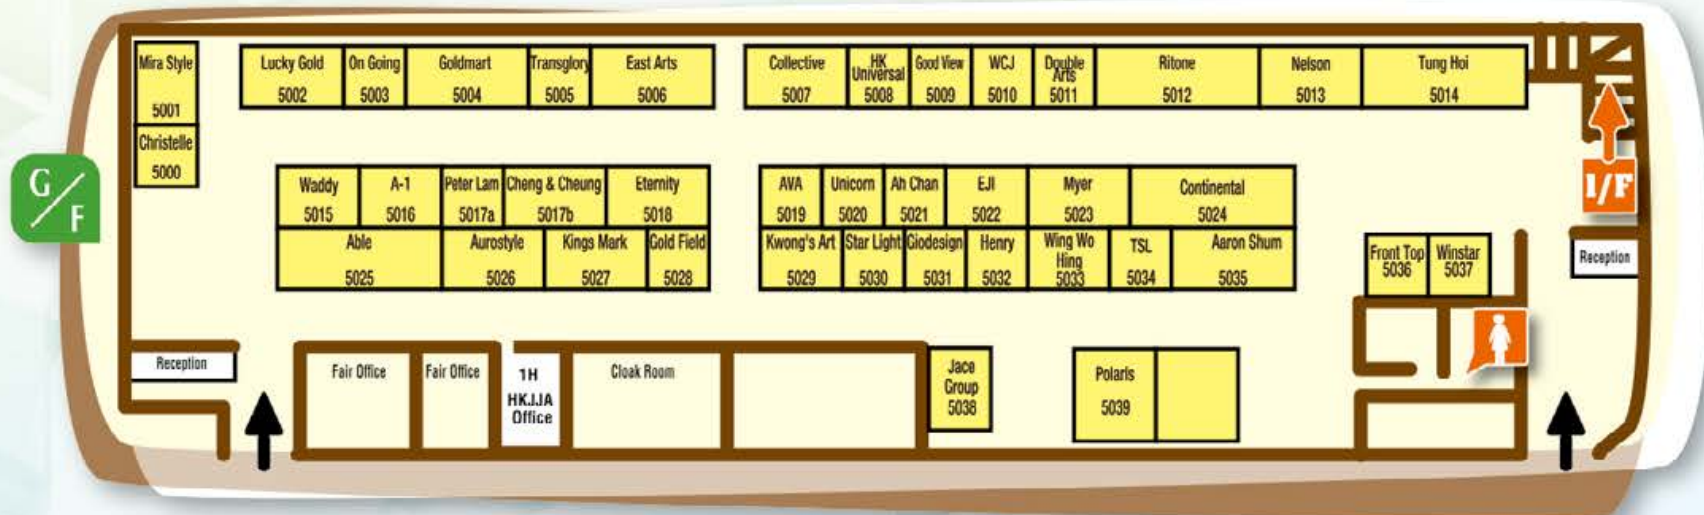 G/F
Mira Style
5001
Christelle
5000
Lucky Gold
5002
On Going
5003
Goldmart
5004
Transglory
5005
East Arts
5006
Collective
5007
HK
Universal
5008
Good View
5009
WCJ
5010
Double
Arts
5011
Ritone
5012
Nelson
5013
Tung Hoi
5014
1/F
Waddy
5015
A-1
5016
Peter Lam
5017a
Cheng & Cheung
5017b
Eternity
5018
AVA
5019
Unicorn
5020
Ah Chan
5021
EJI
5022
Myer
5023
Continental
5024
Able
5025
Aurostyle
5026
Kings Mark
5027
Gold Field
5028
Kwong's Art
5029
Star Light
5030
Giodesign
5031
Henry
5032
Wing Wo
Hing
5033
TSL
5034
Aaron Shum
5035
Front Top
5036
Winstar
5037
Reception
Reception
Fair Office
Fair Office
1H
HKJJA
Office
Cloak Room
Jace
Group
5038
Polaris
5039